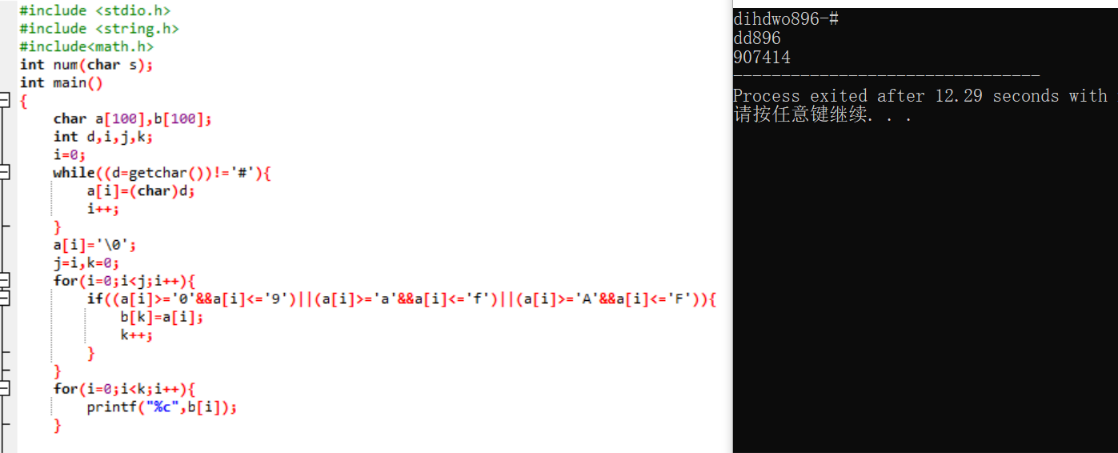 #include <stdio.h>
#include <string.h>
#include<math.h>
int num(char s);
int main()
{
    char a[100],b[100];
    int d,i,j,k;
    i=0;
    while((d=getchar())!='#'){
        a[i]=(char)d;
        i++;
    }
    a[i]='\0';
    j=i,k=0;
    for(i=0;i<j;i++){
        if((a[i]>='0'&&a[i]<='9')||(a[i]>='a'&&a[i]<='f')||(a[i]>='A'&&a[i]<='F')){
            b[k]=a[i];
            k++;
        }
    }
    for(i=0;i<k;i++){
        printf("%c",b[i]);
    }
dihdwo896-#
dd896
907414
--------------------------------
Process exited after 12.29 seconds with
请按任意键继续. . .